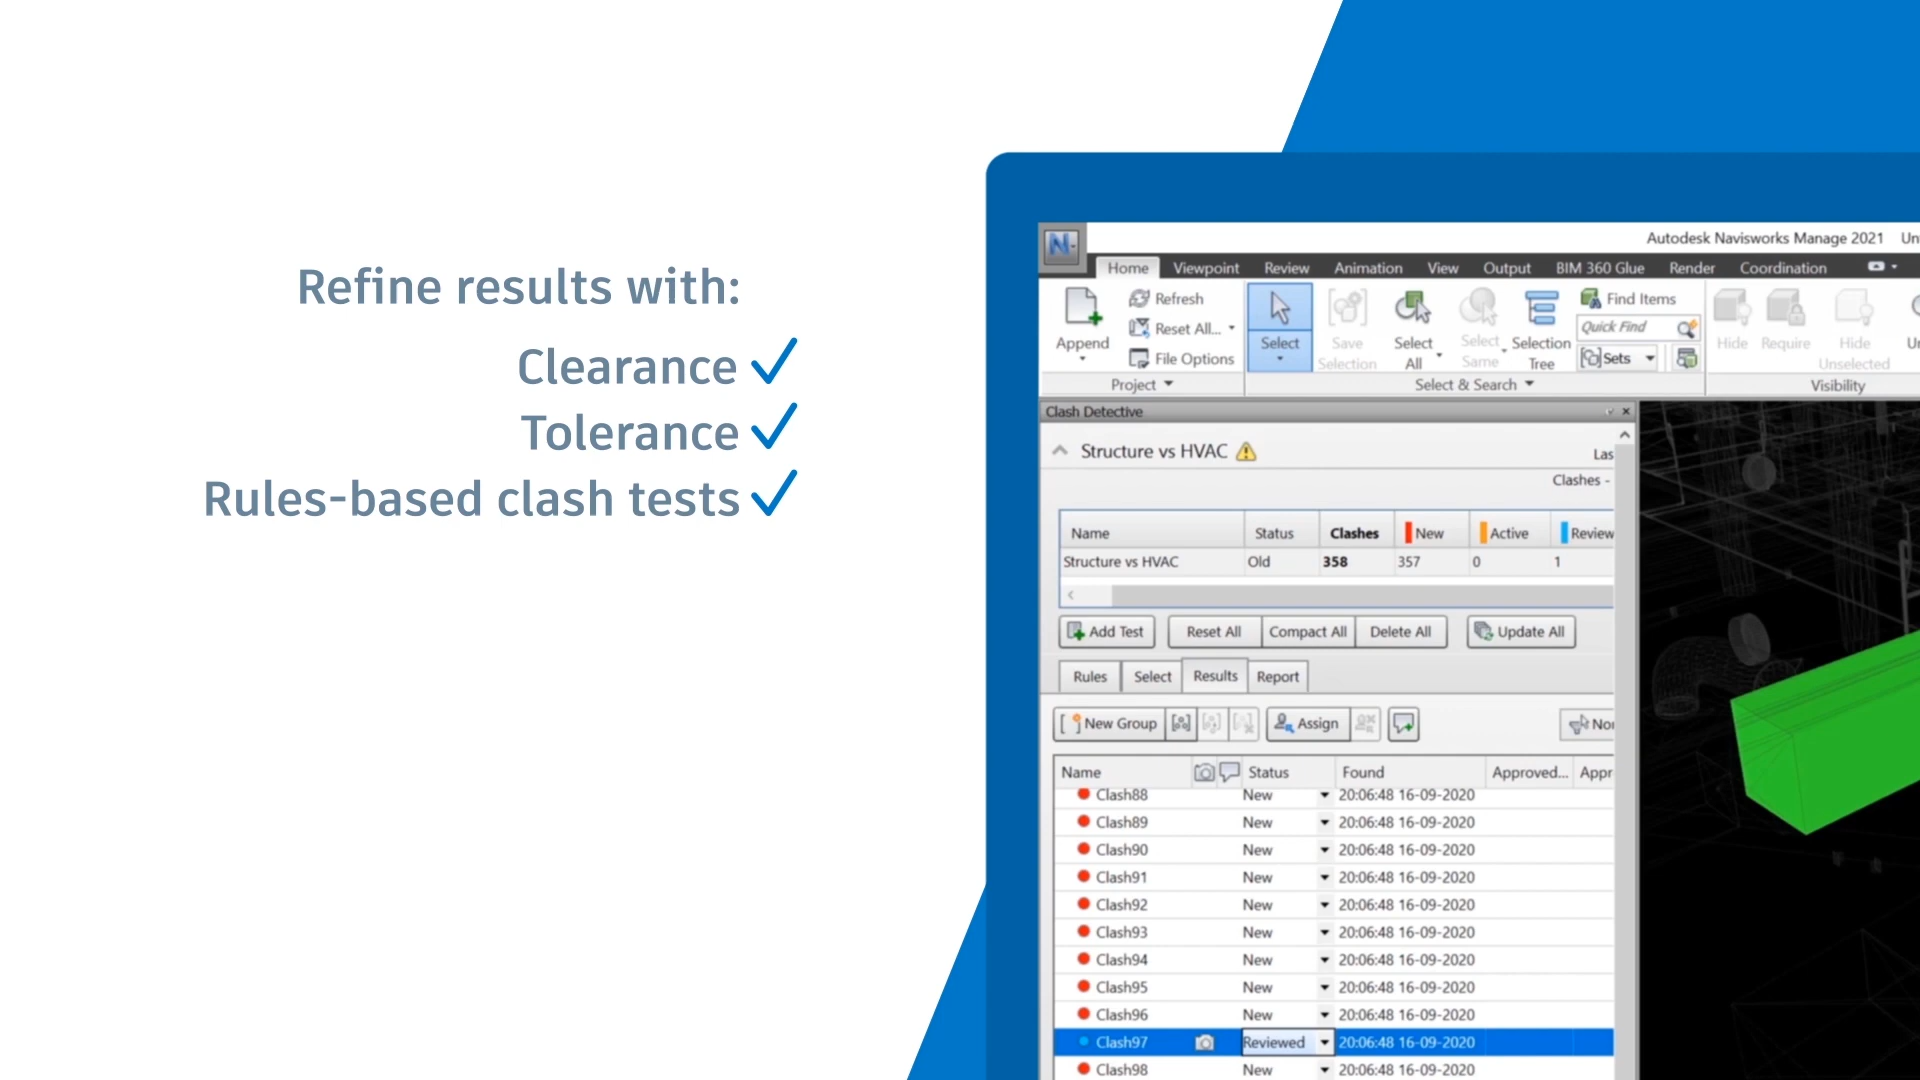 Refine results with:
Clearance
Tolerance
Rules-based clash tests
Autodesk Navisworks Manage 2021
Home Viewpoint Review Animation View Output BIM 360 Glue Render Coordination
Append
Refresh
Reset All...
File Options
Project
Select
Save Selection
Select All
Select Same
Selection Tree
Find Items
Quick Find
Sets
Select & Search
Hide
Require
Hide Unselected
Visibility
Clash Detective
Structure vs HVAC
Las
Clashes -
Name Status Clashes New Active Review
Structure vs HVAC Old 358 357 0 1
Add Test Reset All Compact All Delete All Update All
Rules Select Results Report
New Group Assign
Name Status Found Approved... Appr
Clash88 New 20:06:48 16-09-2020
Clash89 New 20:06:48 16-09-2020
Clash90 New 20:06:48 16-09-2020
Clash91 New 20:06:48 16-09-2020
Clash92 New 20:06:48 16-09-2020
Clash93 New 20:06:48 16-09-2020
Clash94 New 20:06:48 16-09-2020
Clash95 New 20:06:48 16-09-2020
Clash96 New 20:06:48 16-09-2020
Clash97 Reviewed 20:06:48 16-09-2020
Clash98 New 20:06:48 16-09-2020